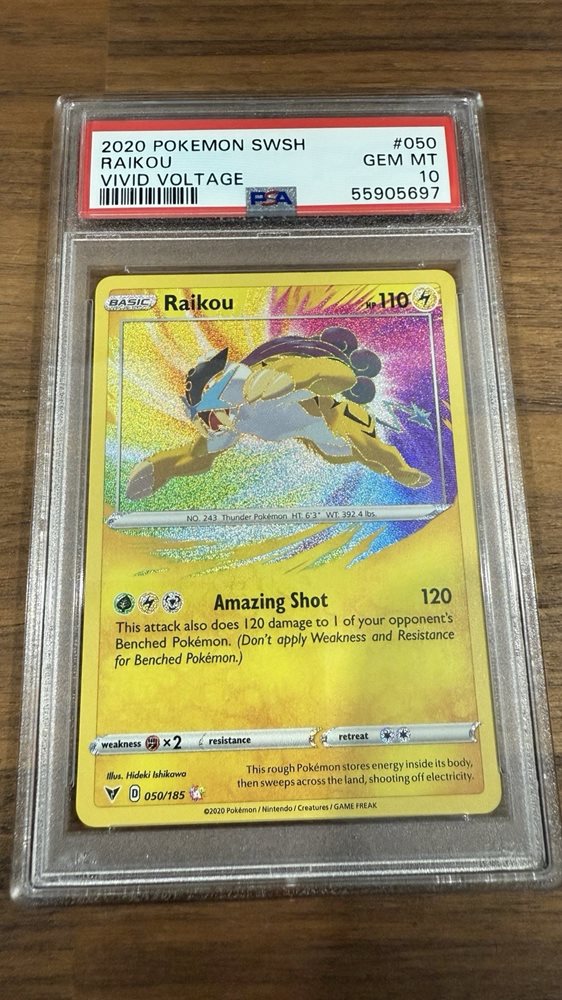 2020 POKEMON SWSH #050
RAIKOU GEM MT
VIVID VOLTAGE 10
PSA 55905697
BASIC Raikou HP 110
NO. 243 Thunder Pokémon HT: 6'3" WT: 392.4 lbs.
Amazing Shot 120
This attack also does 120 damage to 1 of your opponent's
Benched Pokémon. (Don't apply Weakness and Resistance
for Benched Pokémon.)
weakness ×2 resistance retreat
Illus. Hideki Ishikawa
This rough Pokémon stores energy inside its body,
then sweeps across the land, shooting off electricity.
D 050/185
©2020 Pokémon / Nintendo / Creatures / GAME FREAK